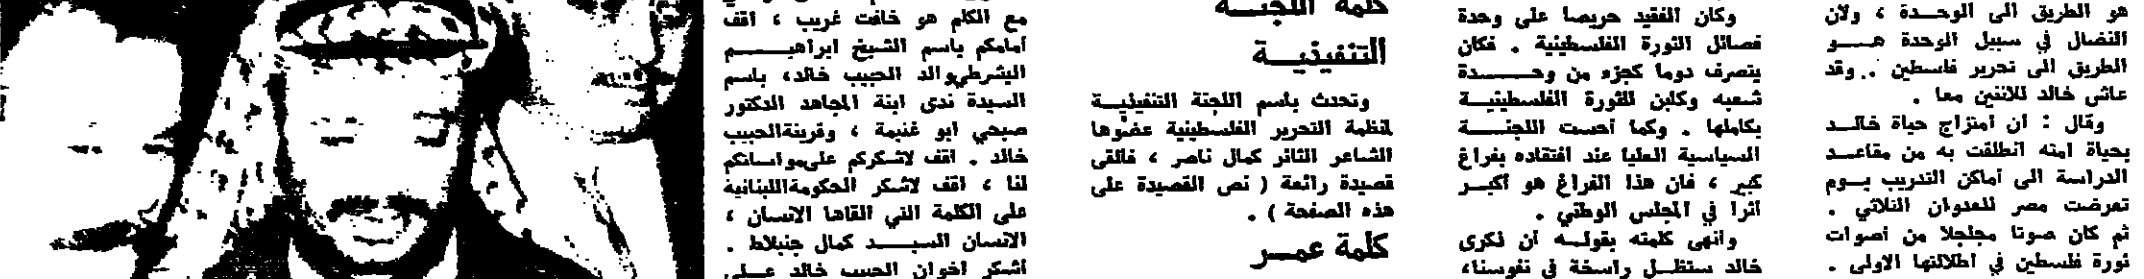 هو الطريق الى الوحدة ، ولان
النضال في سبيل الوحدة هو
الطريق الى تحرير فلسطين . وقد
عاش خالد للاثنين معا .
وقال : ان امتزاج حياة خالد
بحياة امته انطلقت به من مقاعد
الدراسة الى أماكن التدريب يوم
تعرضت مصر للعدوان الثلاثي .
ثم كان صوتا مجلجلا من أصوات
ثورة فلسطين في اطلالتها الاولى .
وكان الفقيد حريصا على وحدة
فصائل الثورة الفلسطينية . فكان
يتصرف دوما كجزء من وحدة
شعبه وكابن للثورة الفلسطينية
بكاملها . وكما أحست اللجنة
السياسية العليا عند افتقاده بفراغ
كبير ، فان هذا الفراغ هو أكبر
أثرا في المجلس الوطني .
وانهى كلمته بقوله ان ذكرى
خالد ستظل راسخة في نفوسنا،
كلمة اللجنة
التنفيذية
وتحدث باسم اللجنة التنفيذية
لمنظمة التحرير الفلسطينية عضوها
الشاعر الثائر كمال ناصر ، فالقى
قصيدة رائعة ( نص القصيدة على
هذه الصفحة ) .
كلمة عمر
مع الكلم هو خافت غريب ، اقف
أمامكم باسم الشيخ ابراهيم
اليشرطي والد الحبيب خالد، باسم
السيدة ندى ابنة المجاهد الدكتور
صبحي ابو غنيمة ، وقرينة الحبيب
خالد . اقف لاشكركم على مواساتكم
لنا ، اقف لاشكر الحكومة اللبنانية
على الكلمة التي القاها الانسان ،
الانسان السيد كمال جنبلاط .
أشكر اخوان الحبيب خالد على